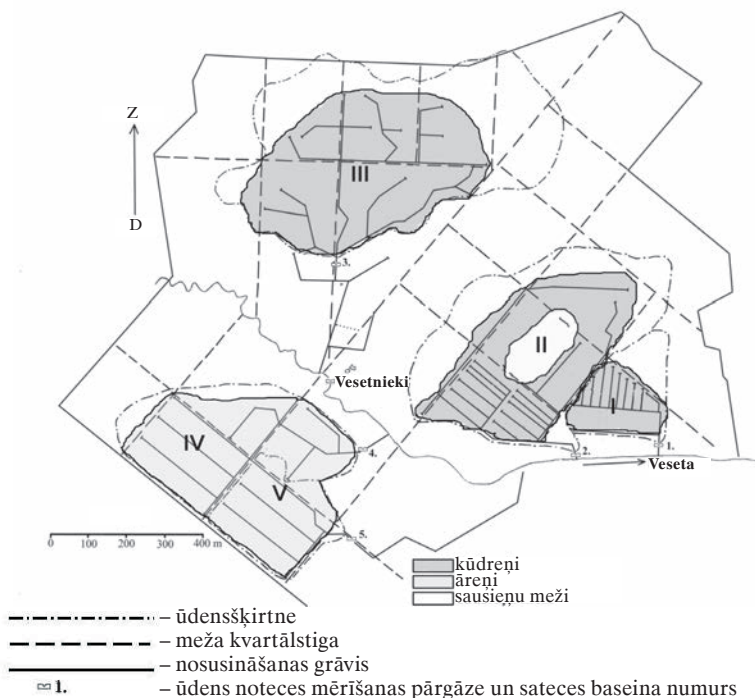 Z
D
III
3.
II
I
Vesetnieki
1.
2.
Veseta
IV
4.
V
5.
0 100 200 400 m
kūdreņi
āreņi
sausieņu meži
– ūdensšķirtne
– meža kvartālstiga
– nosusināšanas grāvis
1. – ūdens noteces mērīšanas pārgāze un sateces baseina numurs